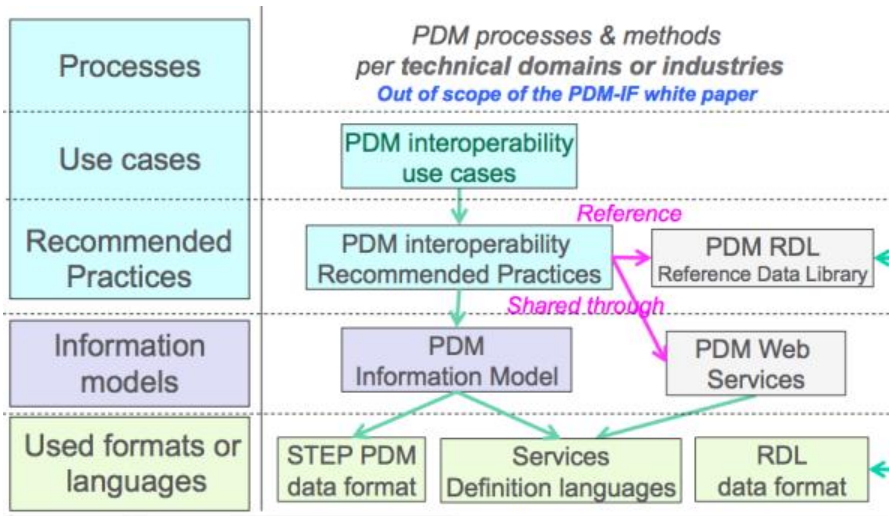 Processes
PDM processes & methods
per technical domains or industries
Out of scope of the PDM-IF white paper
Use cases
PDM interoperability
use cases
Recommended
Practices
Reference
PDM interoperability
Recommended Practices
PDM RDL
Reference Data Library
Shared through
Information
models
PDM
Information Model
PDM Web
Services
Used formats or
languages
STEP PDM
data format
Services
Definition languages
RDL
data format